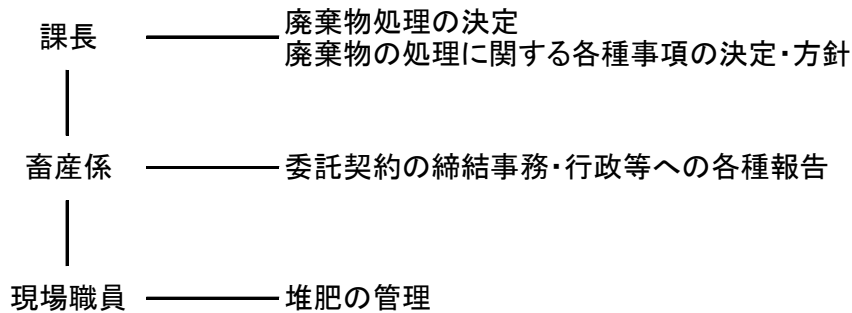 課長
廃棄物処理の決定
廃棄物の処理に関する各種事項の決定・方針
畜産係
委託契約の締結事務・行政等への各種報告
現場職員
堆肥の管理